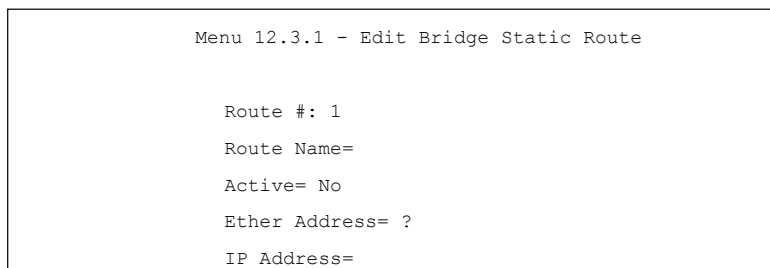 Menu 12.3.1 - Edit Bridge Static Route
Route #: 1
Route Name=
Active= No
Ether Address= ?
IP Address=